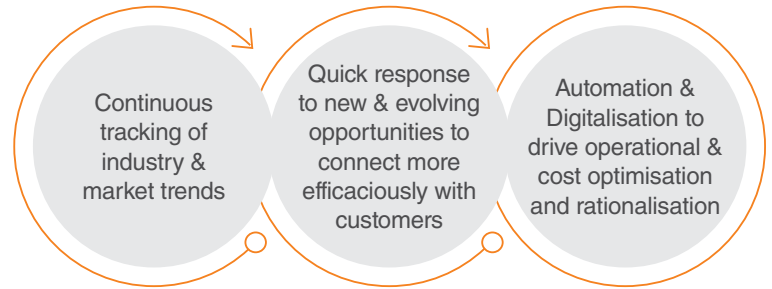 Continuous
tracking of
industry &
market trends
Quick response
to new & evolving
opportunities to
connect more
efficaciously with
customers
Automation &
Digitalisation to
drive operational &
cost optimisation
and rationalisation